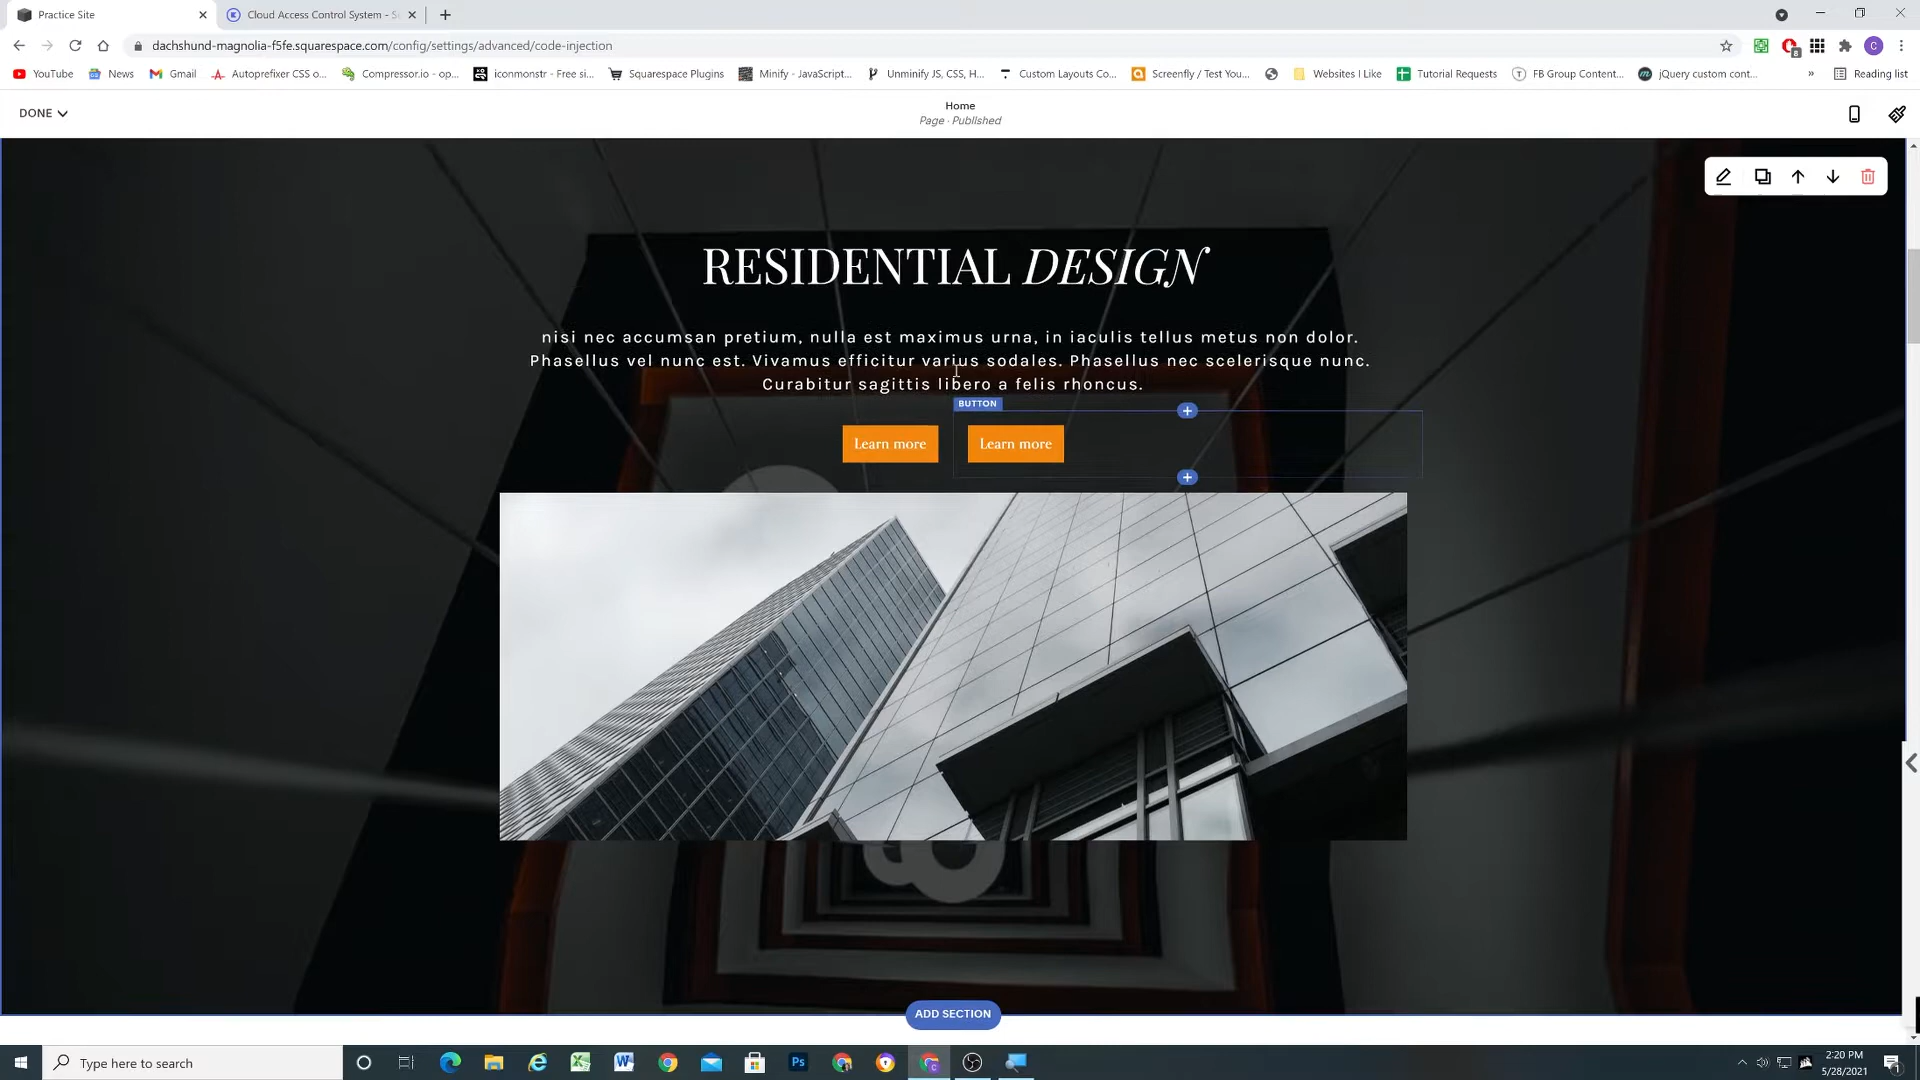 Practice Site
Cloud Access Control System - S
dachshund-magnolia-f5fe.squarespace.com/config/settings/advanced/code-injection
YouTube
News
Gmail
Autoprefixer CSS o...
Compressor.io - op...
iconmonstr - Free si...
Squarespace Plugins
Minify - JavaScript...
Unminify JS, CSS, H...
Custom Layouts Co...
Screenfly / Test You...
Websites I Like
Tutorial Requests
FB Group Content...
jQuery custom cont...
»
Reading list
DONE
Home
Page · Published
RESIDENTIAL DESIGN
nisi nec accumsan pretium, nulla est maximus urna, in iaculis tellus metus non dolor.
Phasellus vel nunc est. Vivamus efficitur varius sodales. Phasellus nec scelerisque nunc.
Curabitur sagittis libero a felis rhoncus.
BUTTON
Learn more
Learn more
ADD SECTION
Type here to search
2:20 PM
5/28/2021